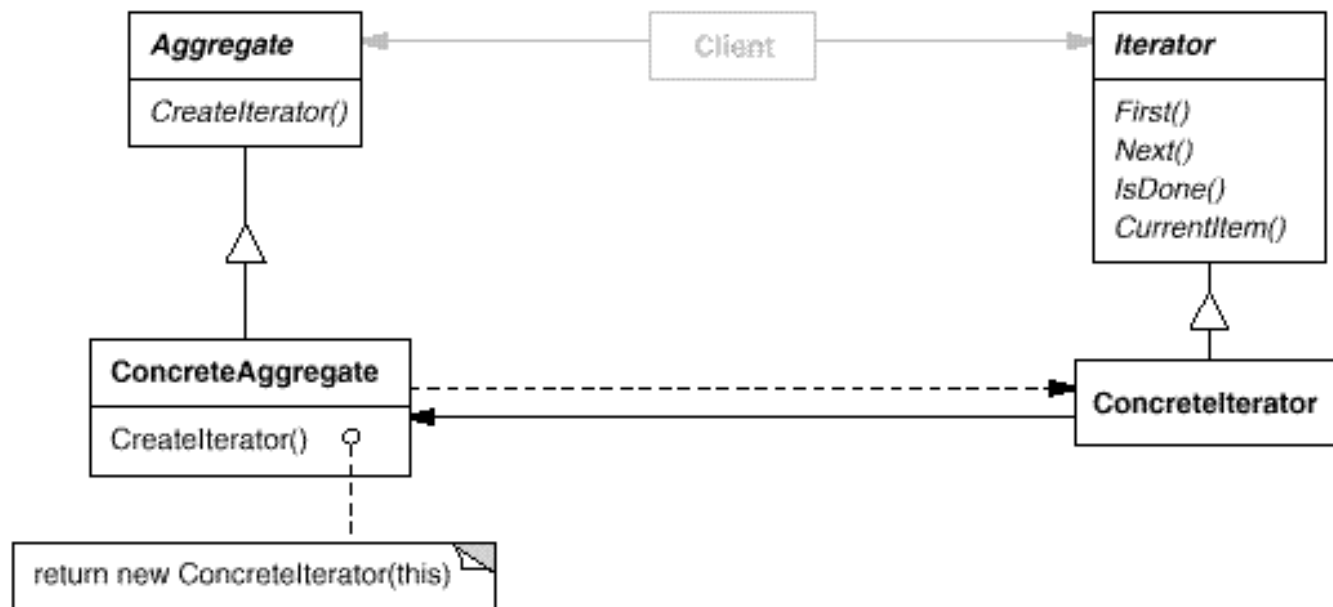 Aggregate
CreateIterator()
Client
Iterator
First()
Next()
IsDone()
CurrentItem()
ConcreteAggregate
CreateIterator()
ConcreteIterator
return new ConcreteIterator(this)